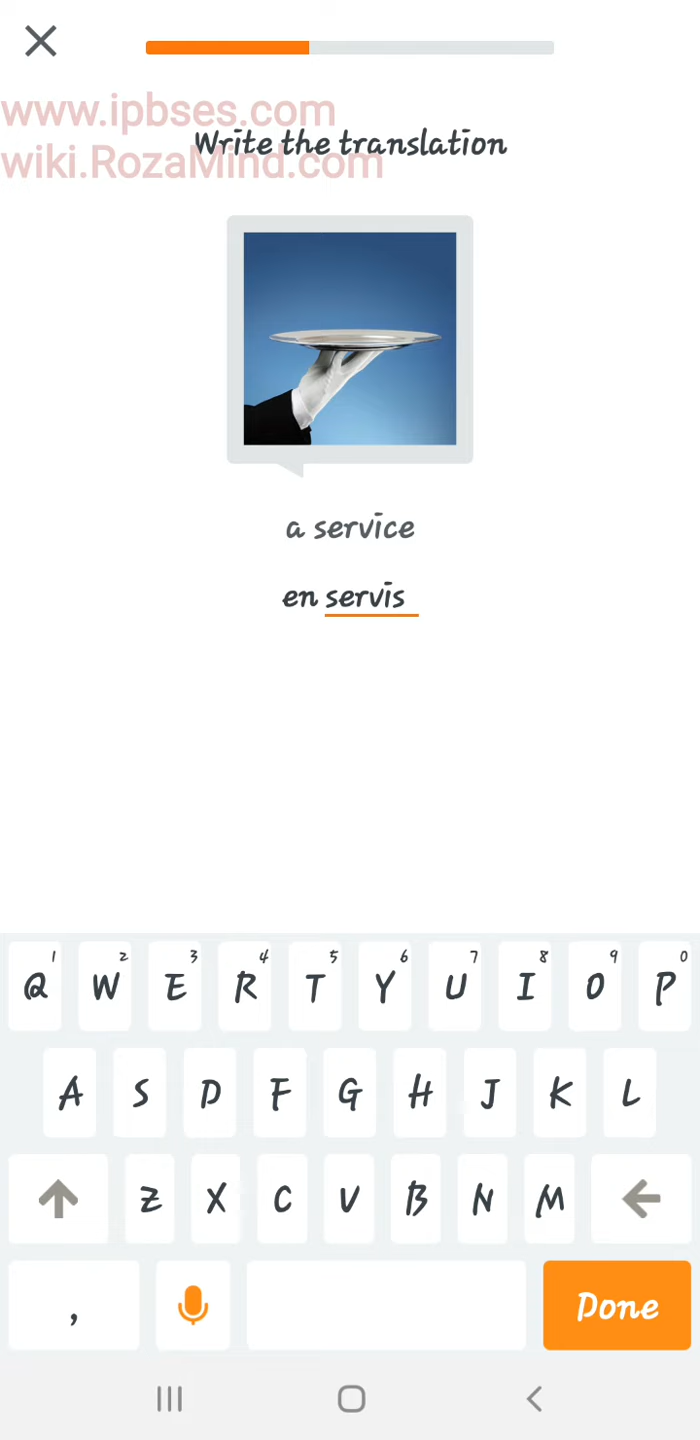 www.ipbses.com
Write the translation
wiki.RozaMind.com
a service
en servis
1 2 3 4 5 6 7 8 9 0
Q W E R T Y U I O P
A S D F G H J K L
Z X C V B N M
, Done